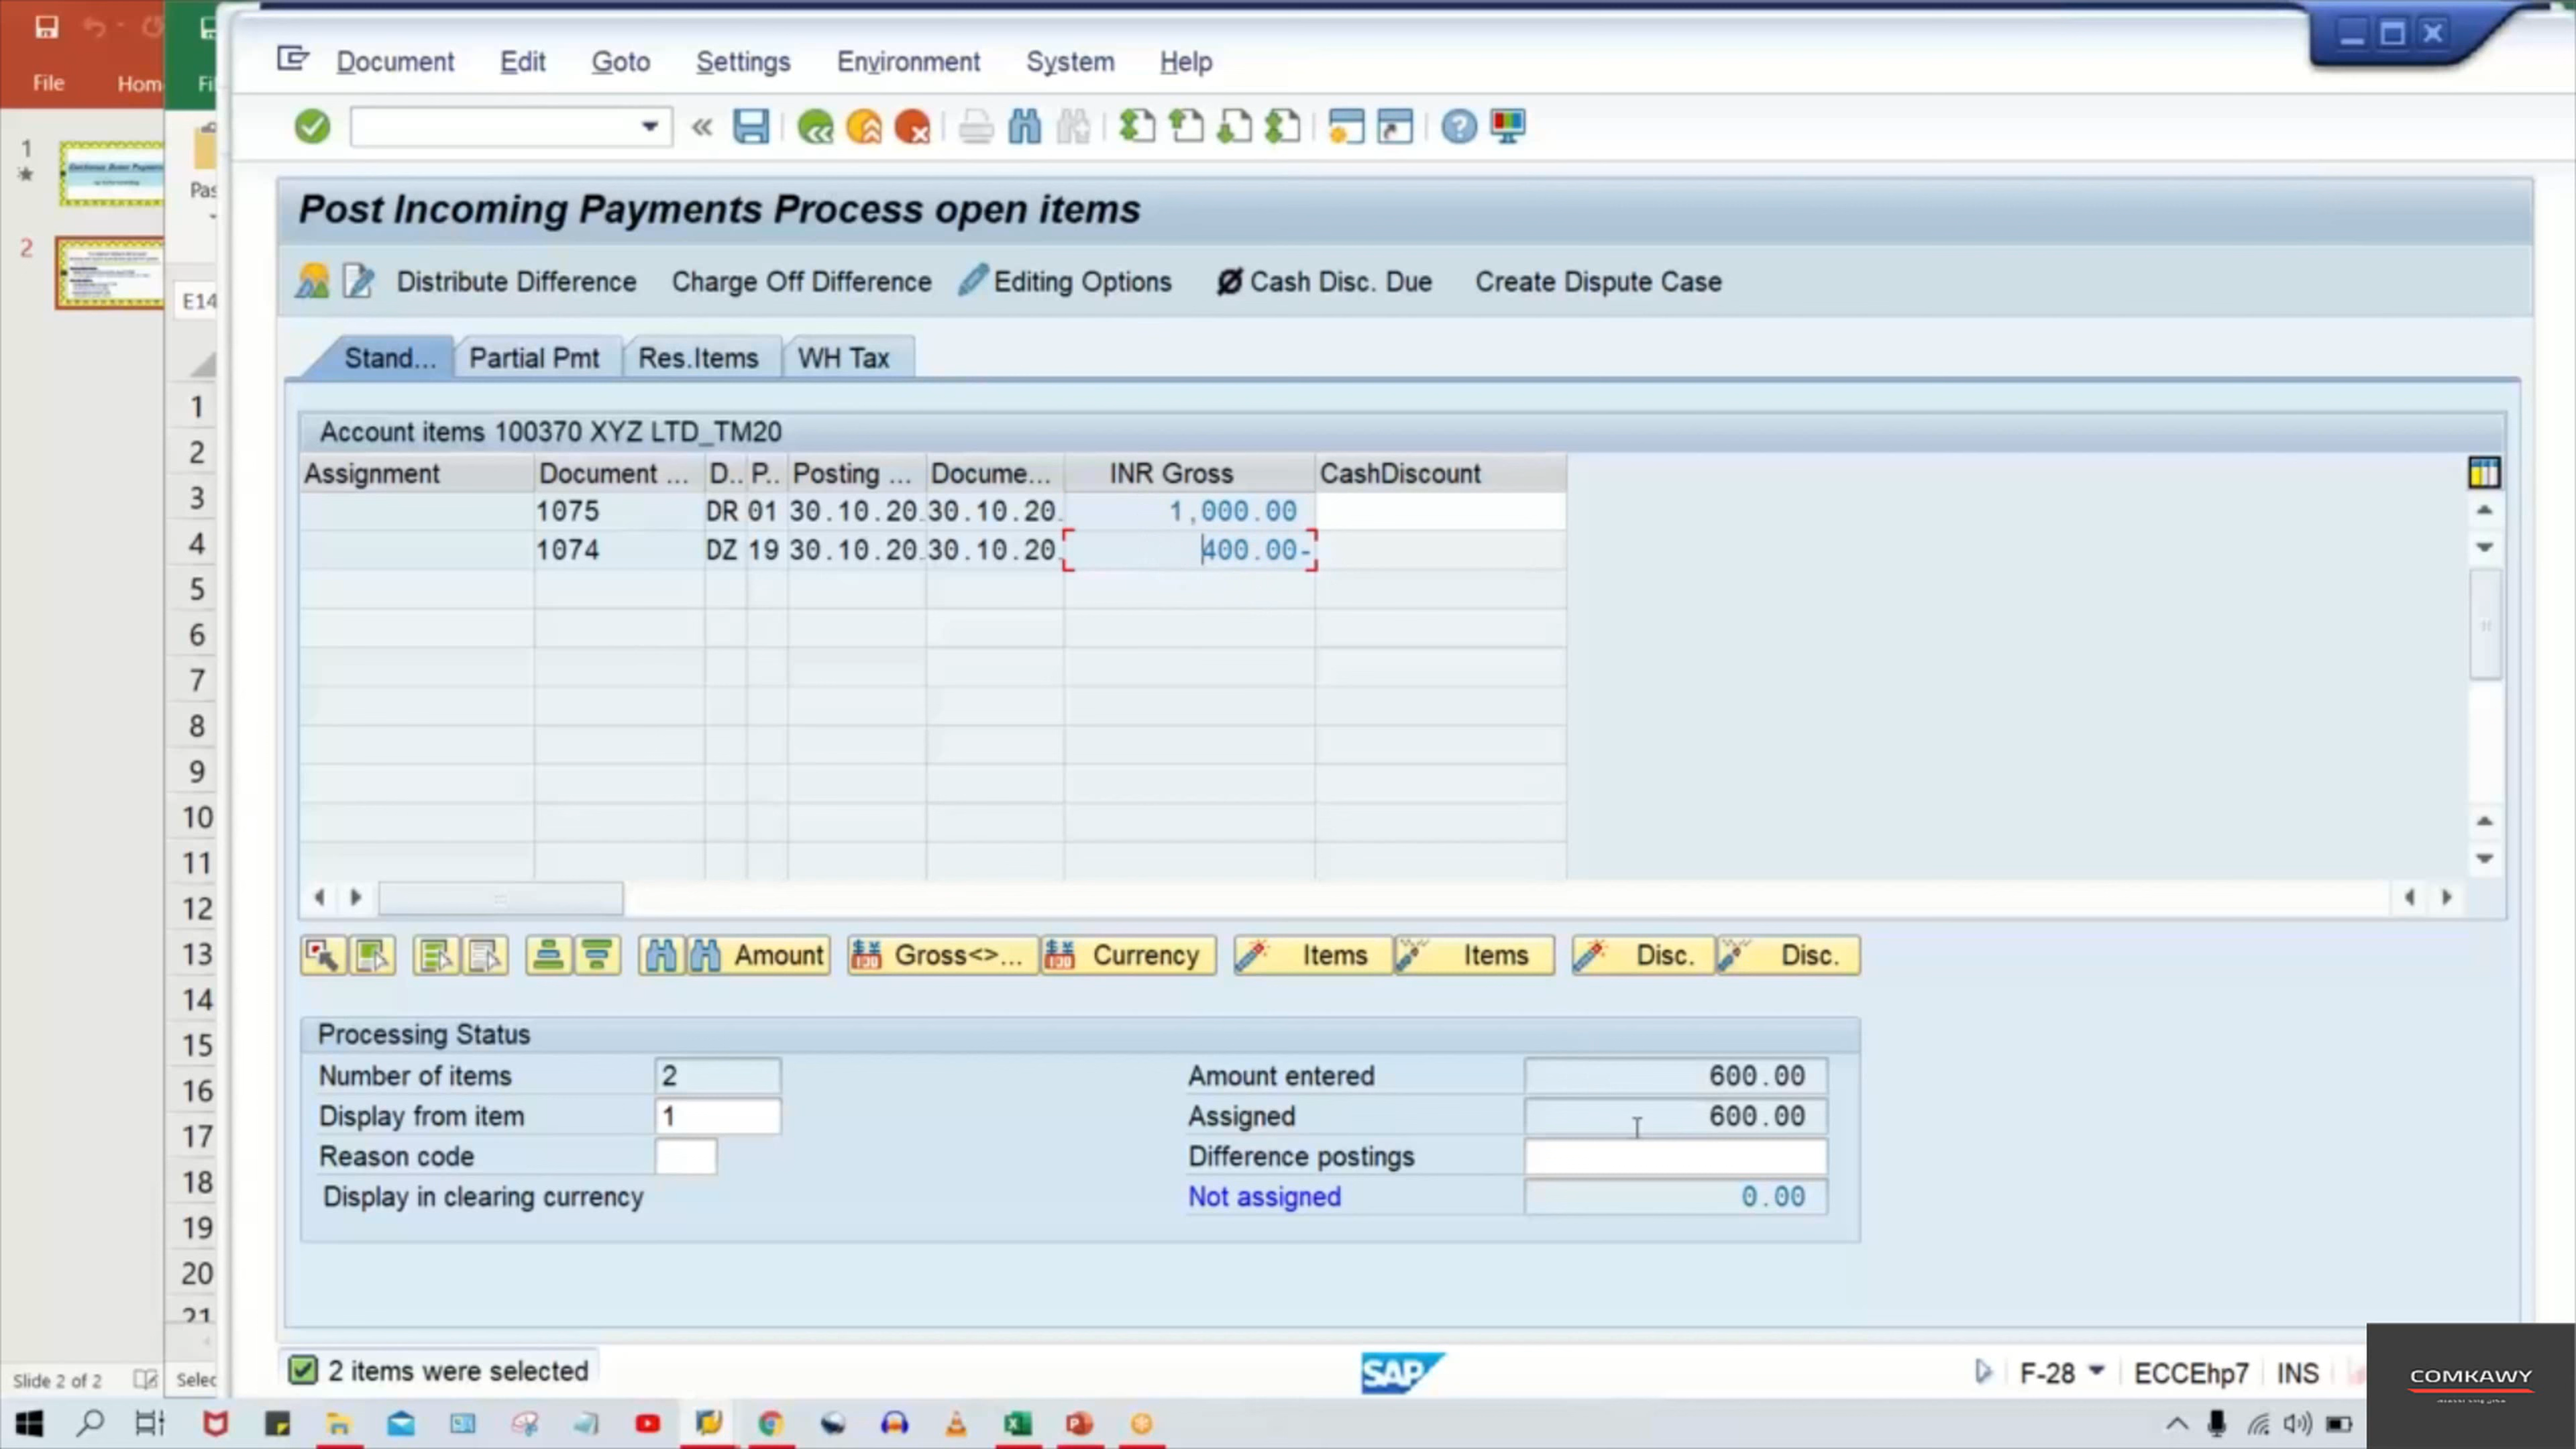 Document Edit Goto Settings Environment System Help
File Hom
Post Incoming Payments Process open items
Distribute Difference Charge Off Difference Editing Options Cash Disc. Due Create Dispute Case
1
2
Pas
E14
Stand... Partial Pmt Res.Items WH Tax
Account items 100370 XYZ LTD_TM20
Assignment Document ... D.. P.. Posting ... Docume... INR Gross CashDiscount
1075 DR 01 30.10.20. 30.10.20. 1,000.00
1074 DZ 19 30.10.20. 30.10.20. 400.00-
1
2
3
4
5
6
7
8
9
10
11
12
13
14
15
16
17
18
19
20
21
Amount Gross<>... Currency Items Items Disc. Disc.
Processing Status
Number of items 2 Amount entered 600.00
Display from item 1 Assigned 600.00
Reason code Difference postings
Display in clearing currency Not assigned 0.00
2 items were selected
SAP
F-28 ECCEhp7 INS
Slide 2 of 2 Selec
COMKAWY